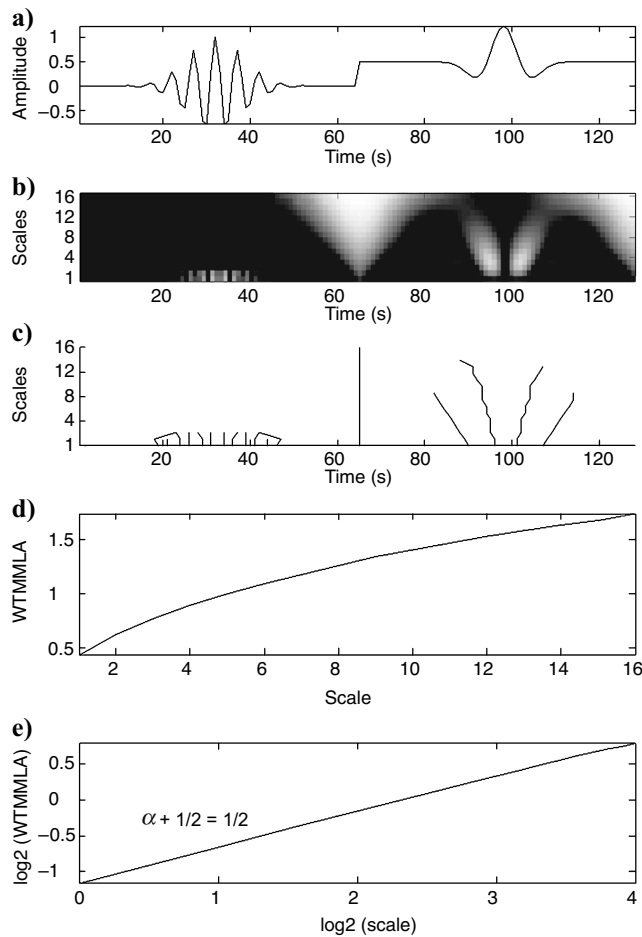 a)
Amplitude
1
0.5
0
−0.5
20 40 60 80 100 120
Time (s)
b)
Scales
16
12
8
4
1
20 40 60 80 100 120
Time (s)
c)
Scales
16
12
8
4
1
20 40 60 80 100 120
Time (s)
d)
WTMMLA
1.5
1
0.5
2 4 6 8 10 12 14 16
Scale
e)
log2 (WTMMLA)
0.5
0
−0.5
−1
α + 1/2 = 1/2
0 1 2 3 4
log2 (scale)